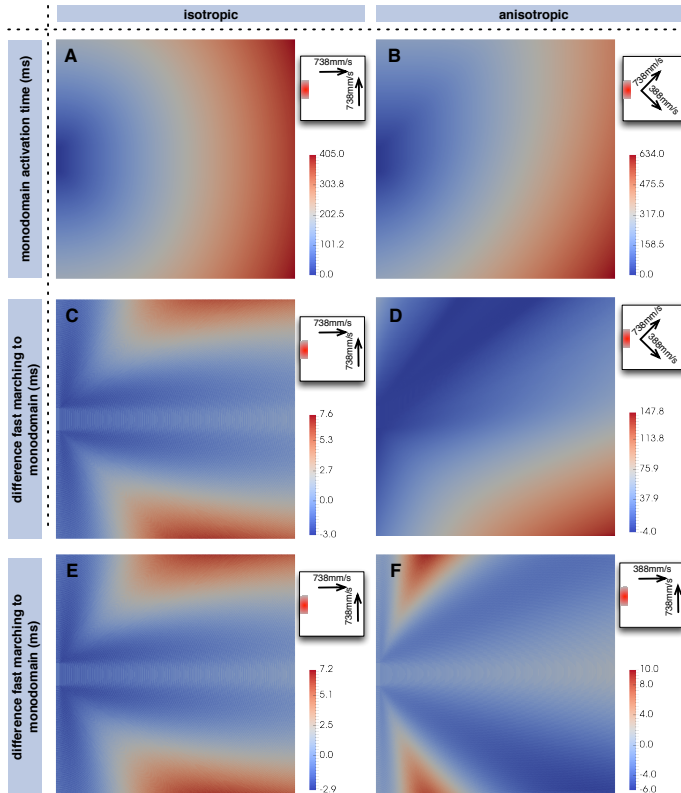 isotropic
anisotropic
monodomain activation time (ms)
A
738mm/s
738mm/s
405.0
303.8
202.5
101.2
0.0
B
738mm/s
388mm/s
634.0
475.5
317.0
158.5
0.0
difference fast marching to
monodomain (ms)
C
738mm/s
738mm/s
7.6
5.3
2.7
0.0
-3.0
D
738mm/s
388mm/s
147.8
113.8
75.9
37.9
-4.0
difference fast marching to
monodomain (ms)
E
738mm/s
738mm/s
7.2
5.1
2.5
0.0
-2.9
F
388mm/s
738mm/s
10.0
8.0
4.0
0.0
-4.0
-6.0